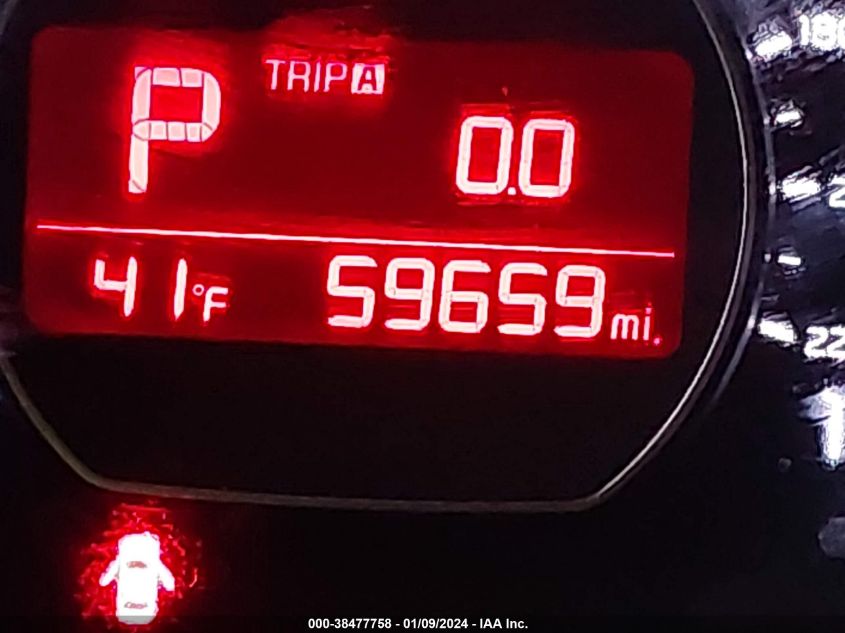 P TRIP A
0.0
41°F 59659 mi.
000-38477758 - 01/09/2024 - IAA Inc.